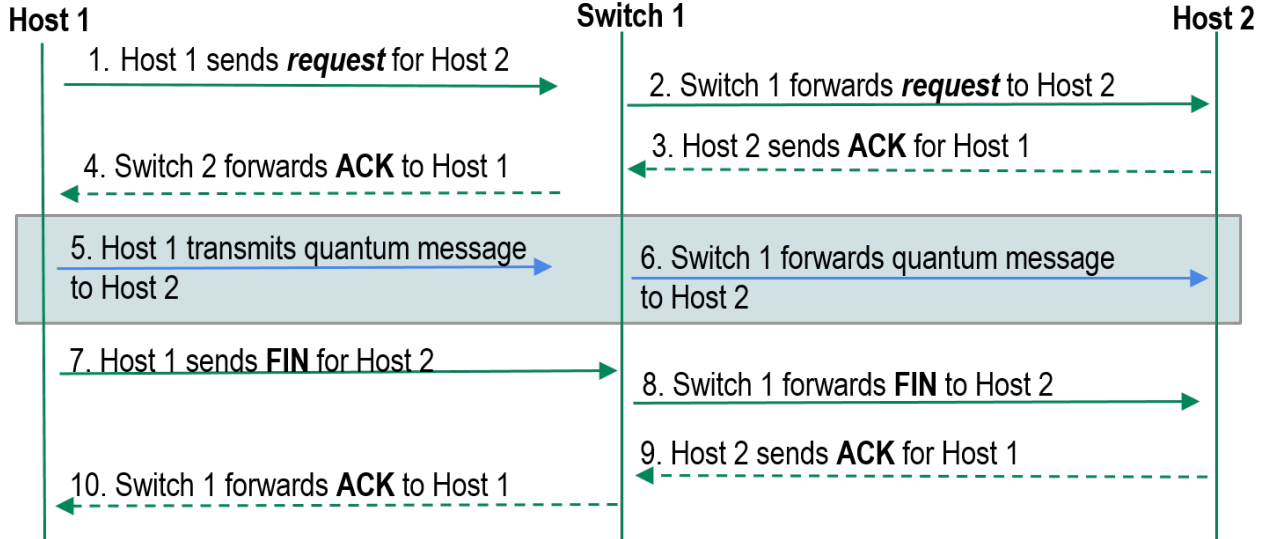 Host 1
Switch 1
Host 2
1. Host 1 sends request for Host 2
2. Switch 1 forwards request to Host 2
3. Host 2 sends ACK for Host 1
4. Switch 2 forwards ACK to Host 1
5. Host 1 transmits quantum message
to Host 2
6. Switch 1 forwards quantum message
to Host 2
7. Host 1 sends FIN for Host 2
8. Switch 1 forwards FIN to Host 2
9. Host 2 sends ACK for Host 1
10. Switch 1 forwards ACK to Host 1